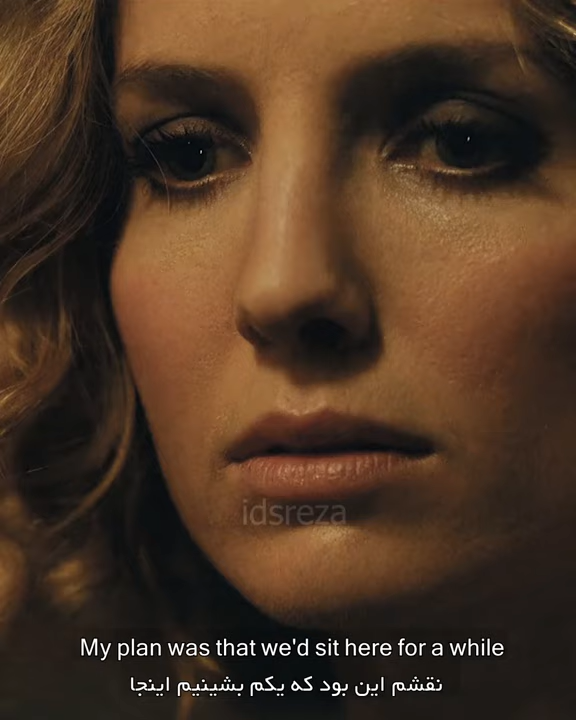 idsreza
My plan was that we'd sit here for a while
نقشم این بود که یکم بشینیم اینجا